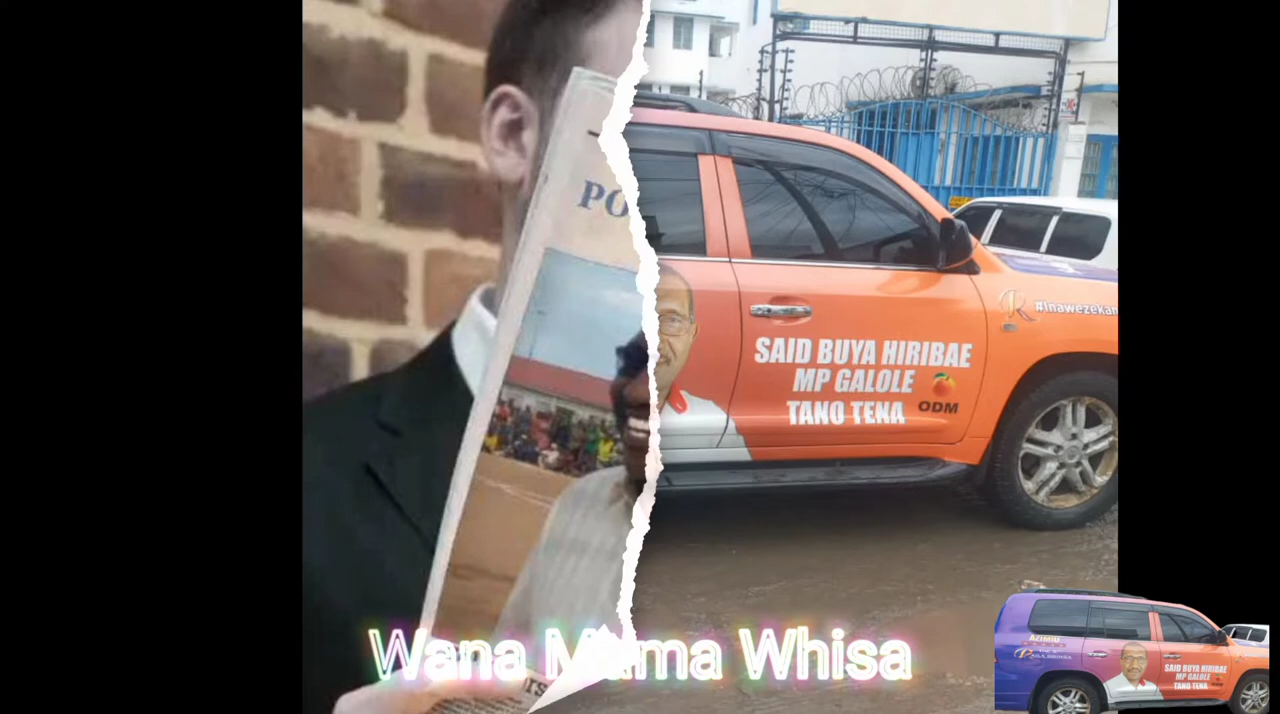 PO
#Inawezekan
SAID BUYA HIRIBAE
MP GALOLE
TANO TENA
ODM
Wana Mama Whisa
AZIMIO
SAID BUYA HIRIBAE
MP GALOLE
TANO TENA